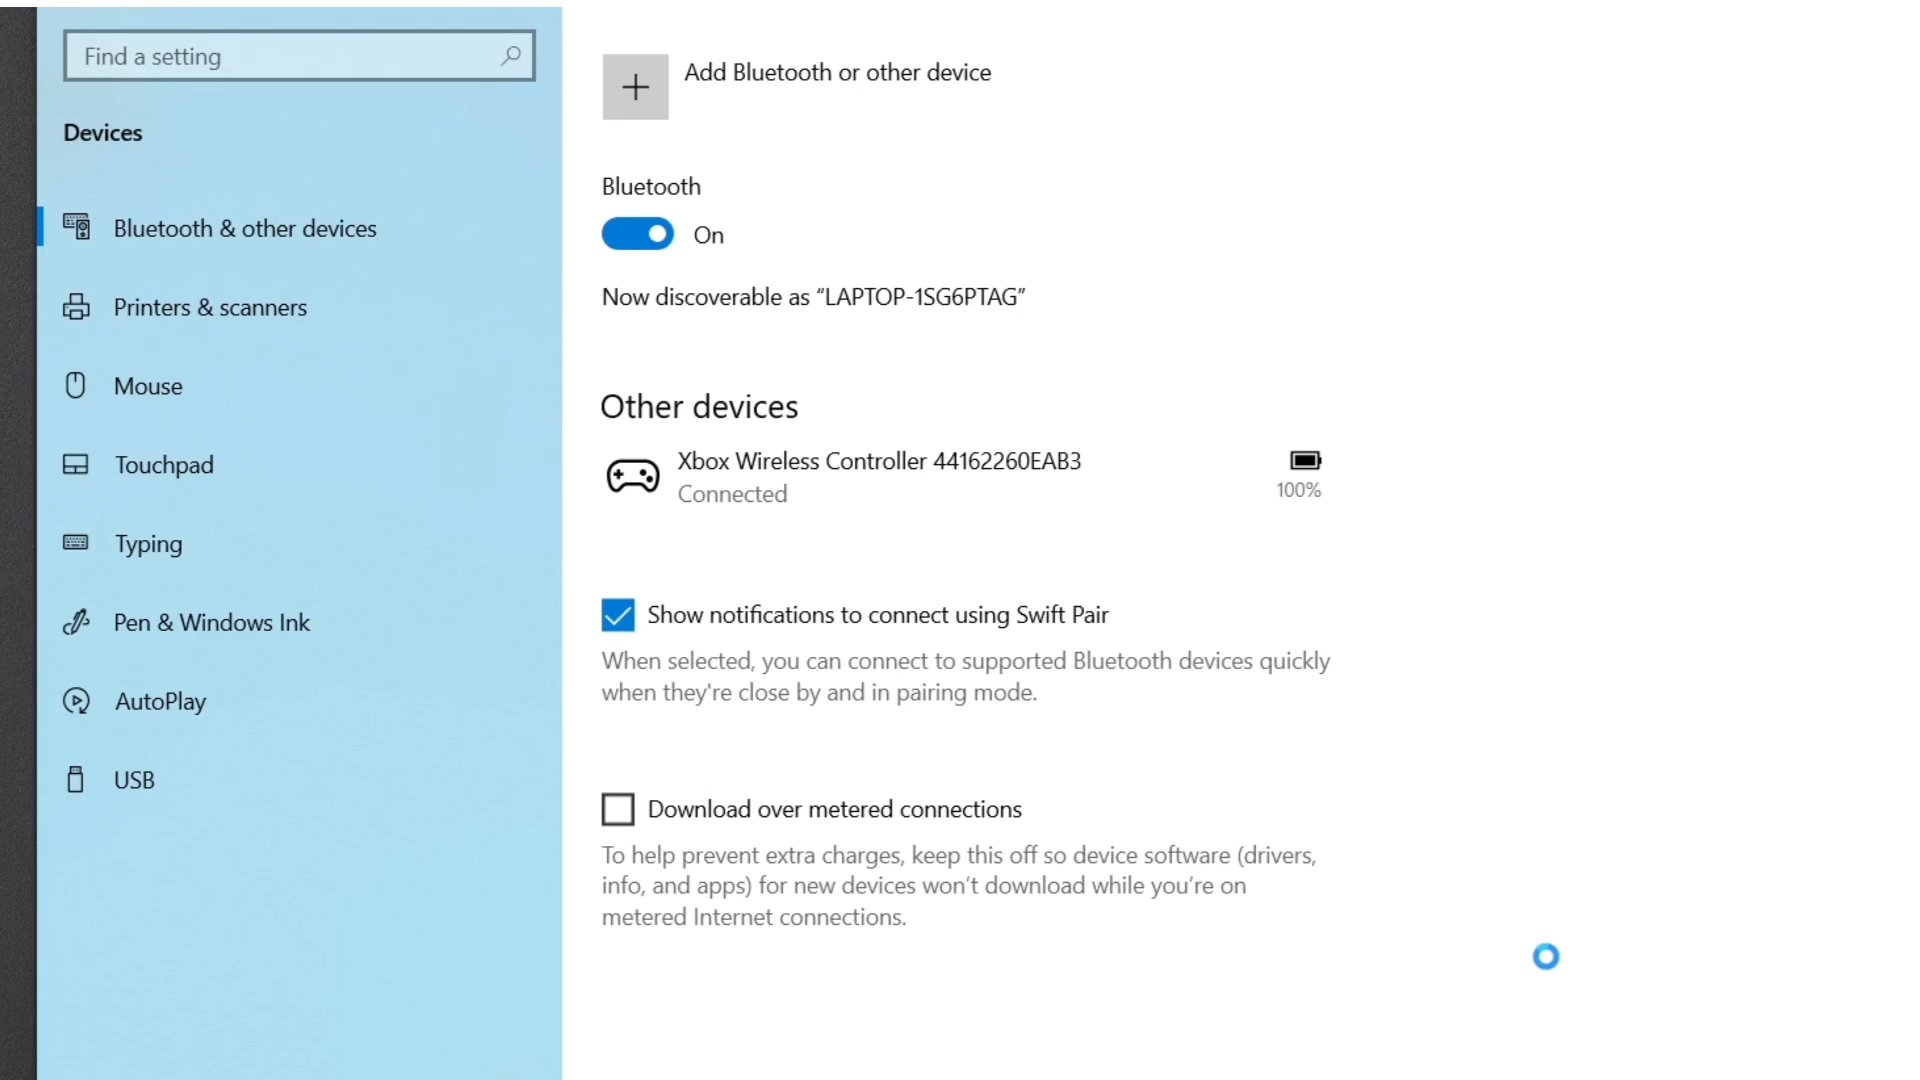 Find a setting
Devices
Bluetooth & other devices
Printers & scanners
Mouse
Touchpad
Typing
Pen & Windows Ink
AutoPlay
USB
Add Bluetooth or other device
Bluetooth
On
Now discoverable as “LAPTOP-1SG6PTAG”
Other devices
Xbox Wireless Controller 44162260EAB3
Connected
100%
Show notifications to connect using Swift Pair
When selected, you can connect to supported Bluetooth devices quickly
when they're close by and in pairing mode.
Download over metered connections
To help prevent extra charges, keep this off so device software (drivers,
info, and apps) for new devices won’t download while you’re on
metered Internet connections.